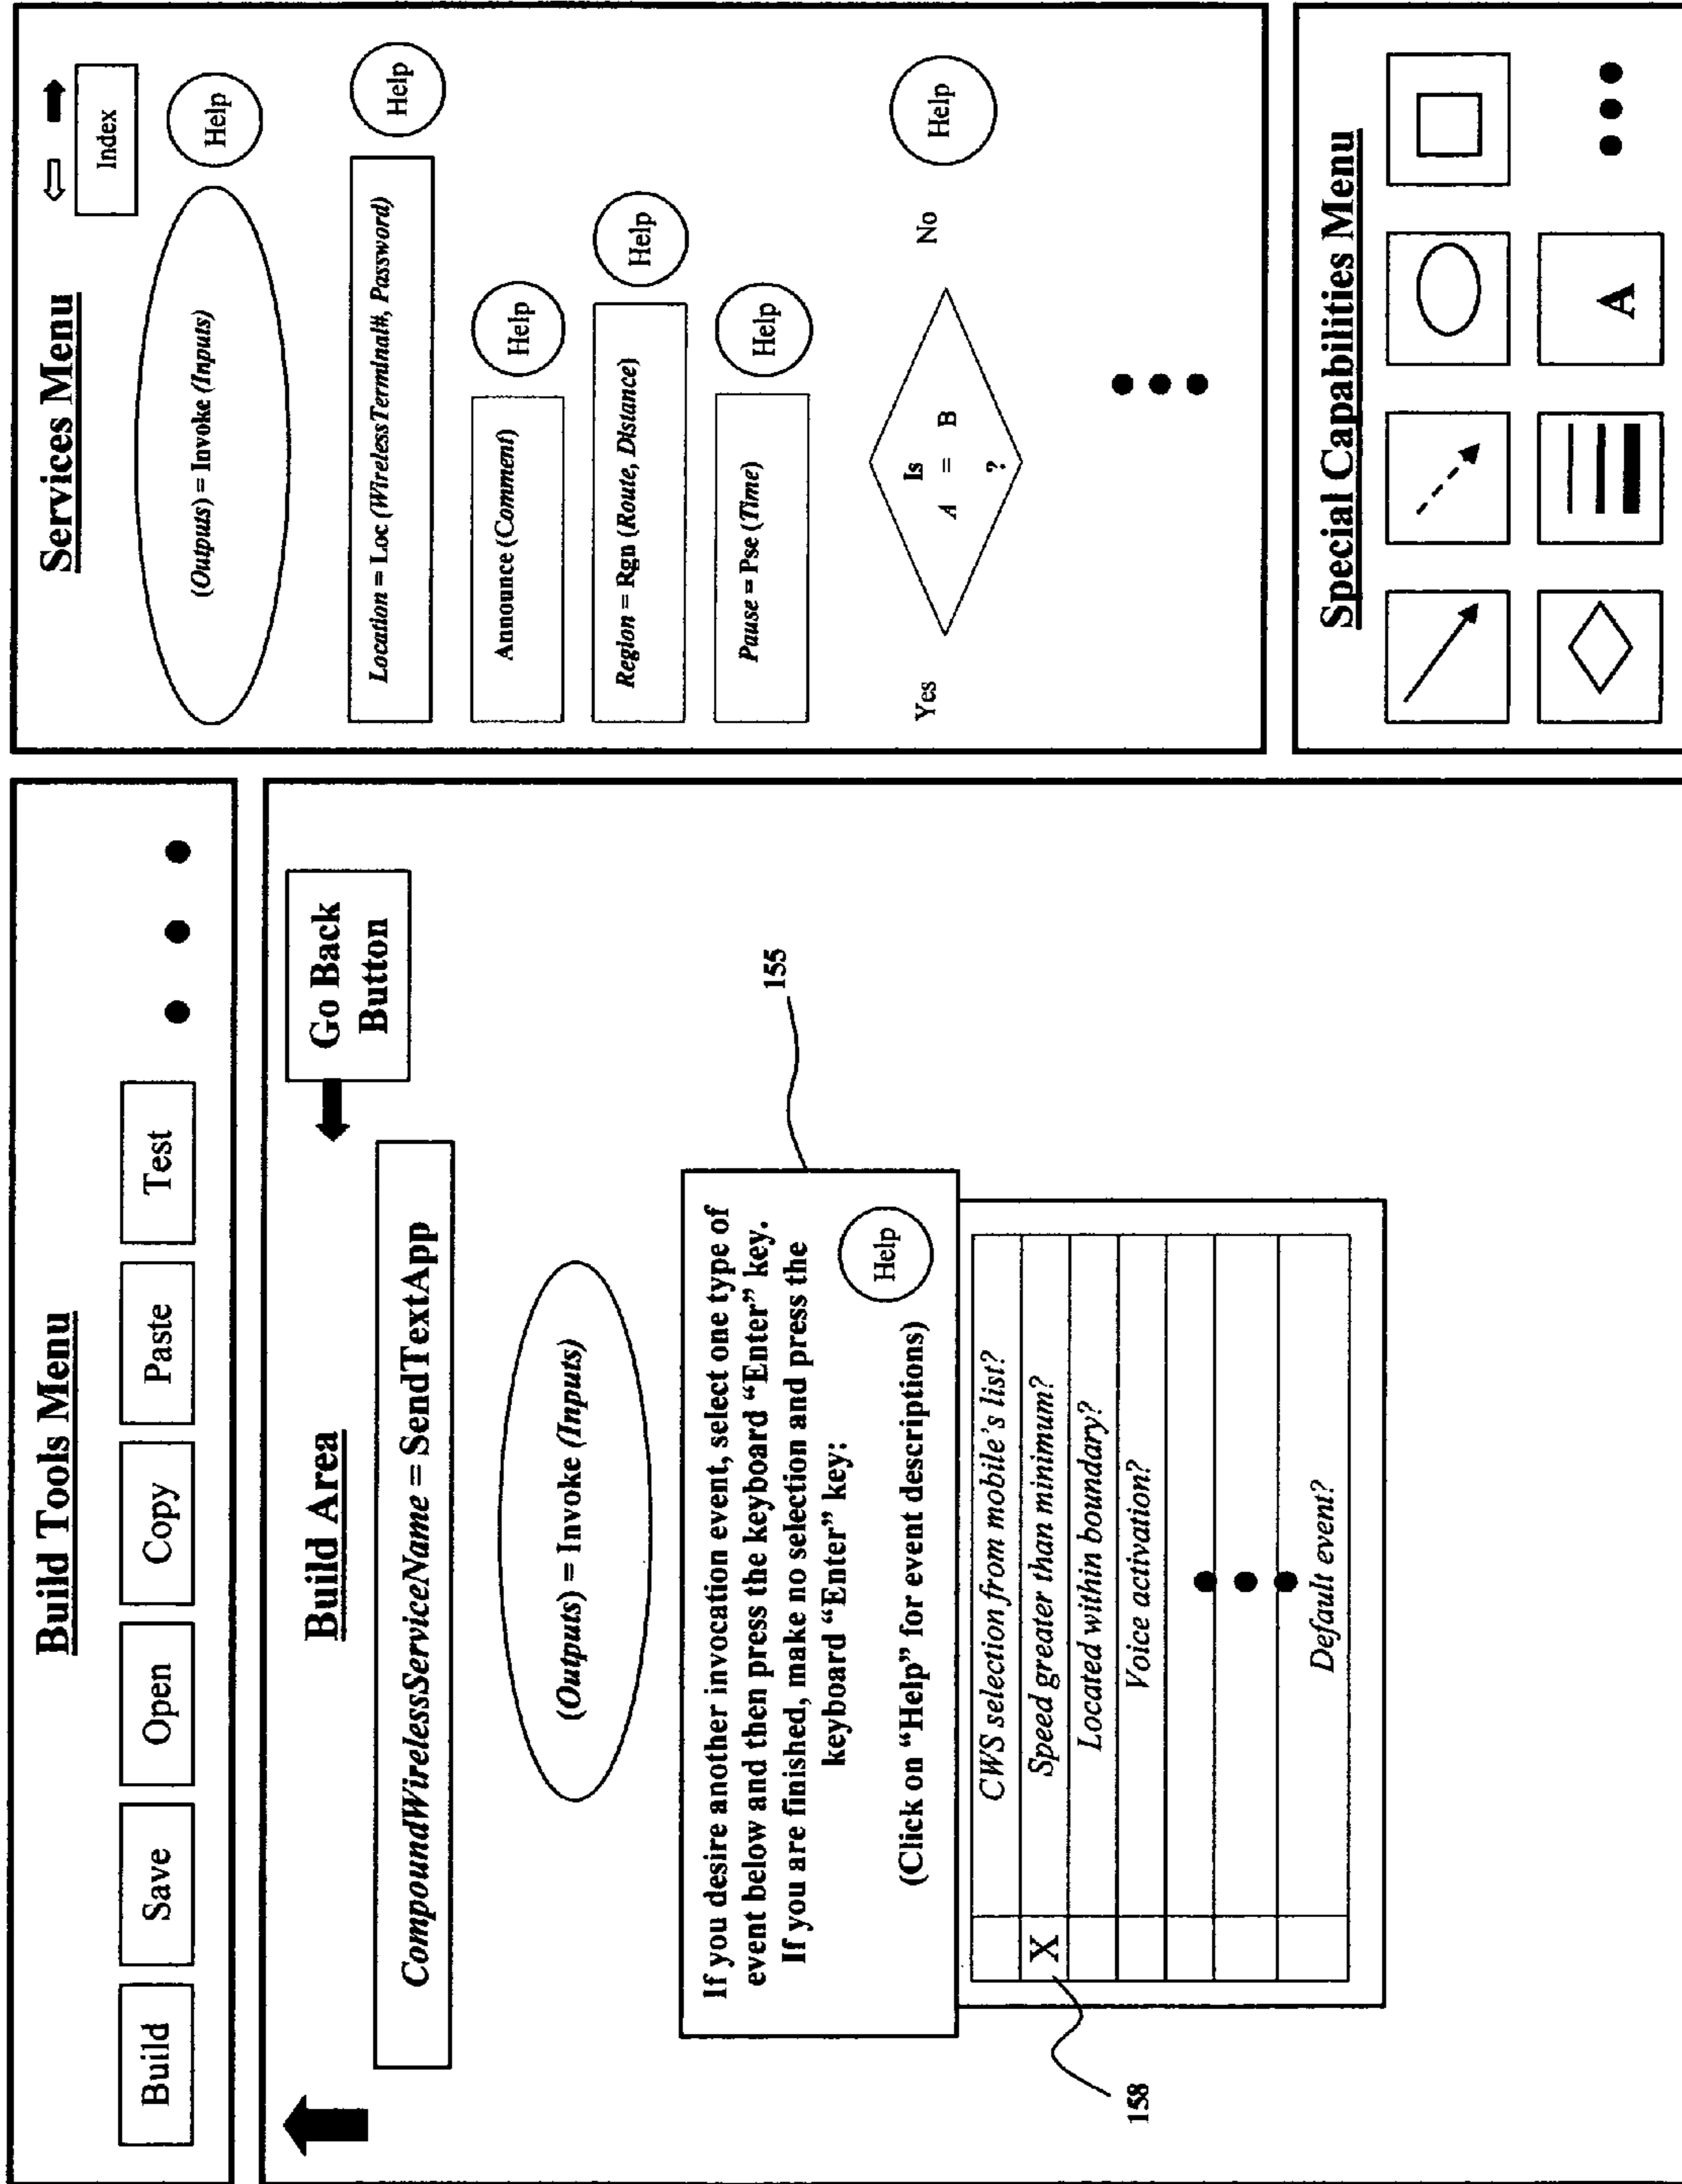 Build Tools Menu
Build
Save
Open
Copy
Paste
Test
Build Area
Go Back
Button
CompoundWirelessServiceName = SendTextApp
(Outputs) = Invoke (Inputs)
If you desire another invocation event, select one type of
event below and then press the keyboard “Enter” key.
If you are finished, make no selection and press the
keyboard “Enter” key:
Help
(Click on “Help” for event descriptions)
155
CWS selection from mobile's list?
X Speed greater than minimum?
Located within boundary?
Voice activation?
Default event?
158
Services Menu
Index
(Outputs) = Invoke (Inputs)
Help
Location = Loc (WirelessTerminal#, Password)
Help
Announce (Comment)
Help
Region = Rgn (Route, Distance)
Help
Pause = Pse (Time)
Help
Is
A = B
?
Yes
No
Help
Special Capabilities Menu
A